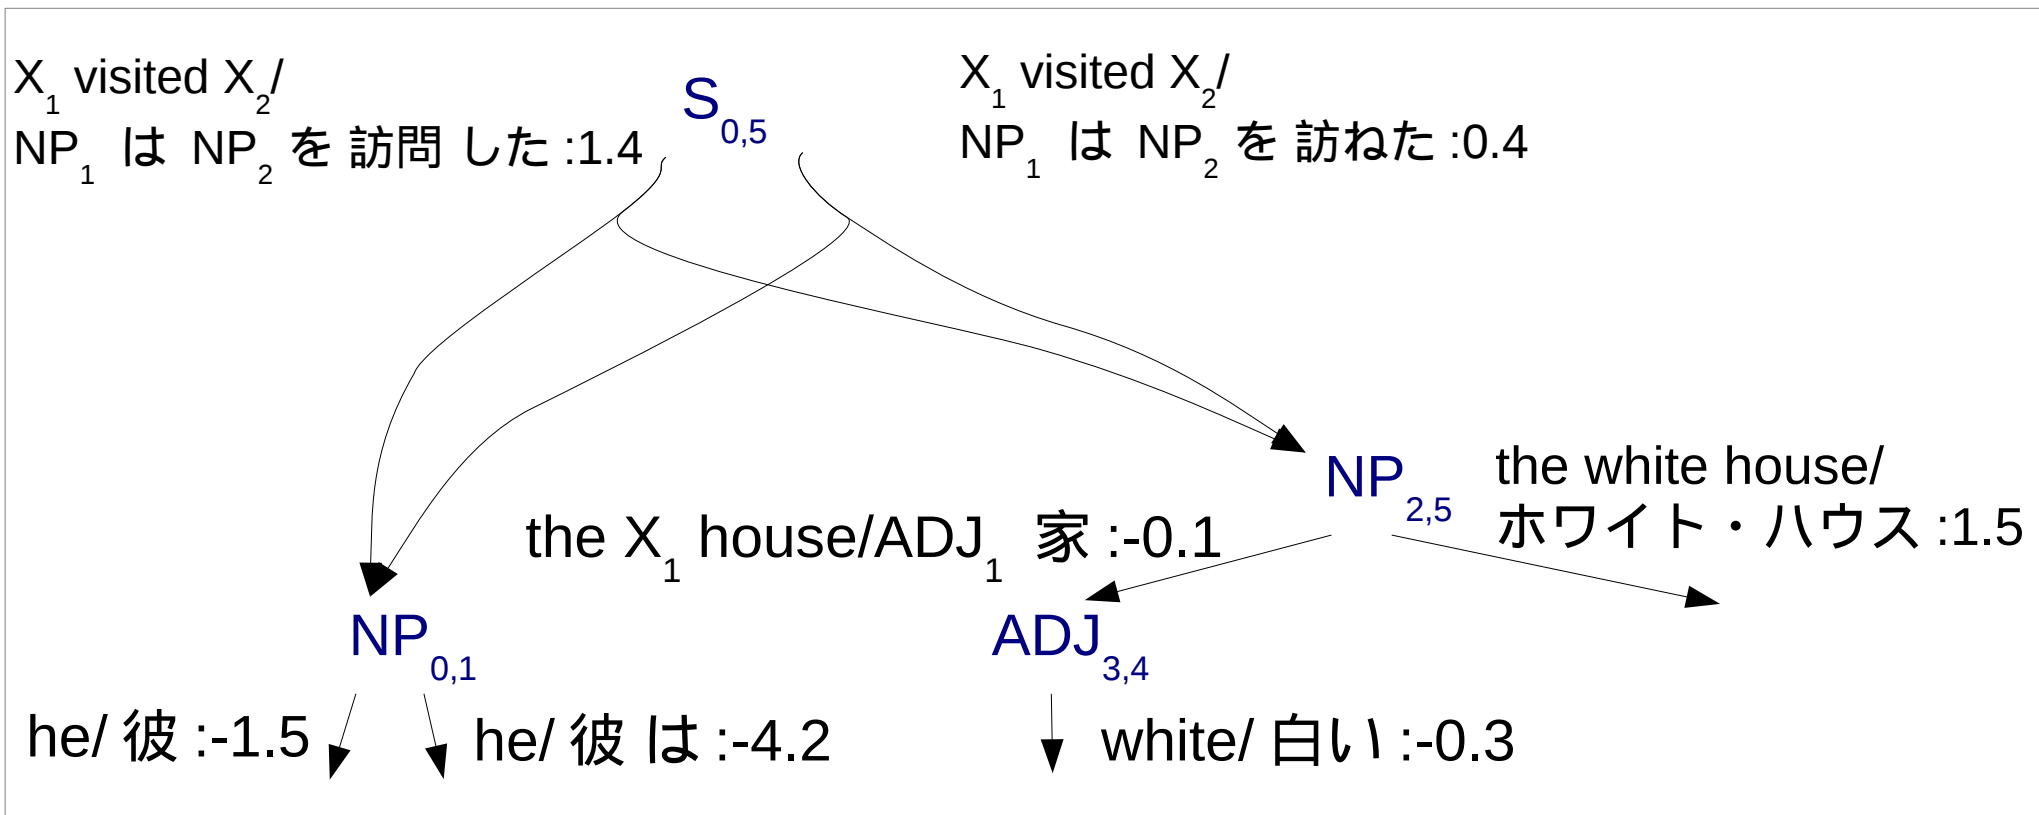 X1 visited X2/
NP1 は NP2 を 訪問 した :1.4
S0,5
X1 visited X2/
NP1 は NP2 を 訪ねた :0.4
NP2,5
the white house/
ホワイト・ハウス :1.5
the X1 house/ADJ1 家 :-0.1
NP0,1
ADJ3,4
he/ 彼 :-1.5
he/ 彼 は :-4.2
white/ 白い :-0.3